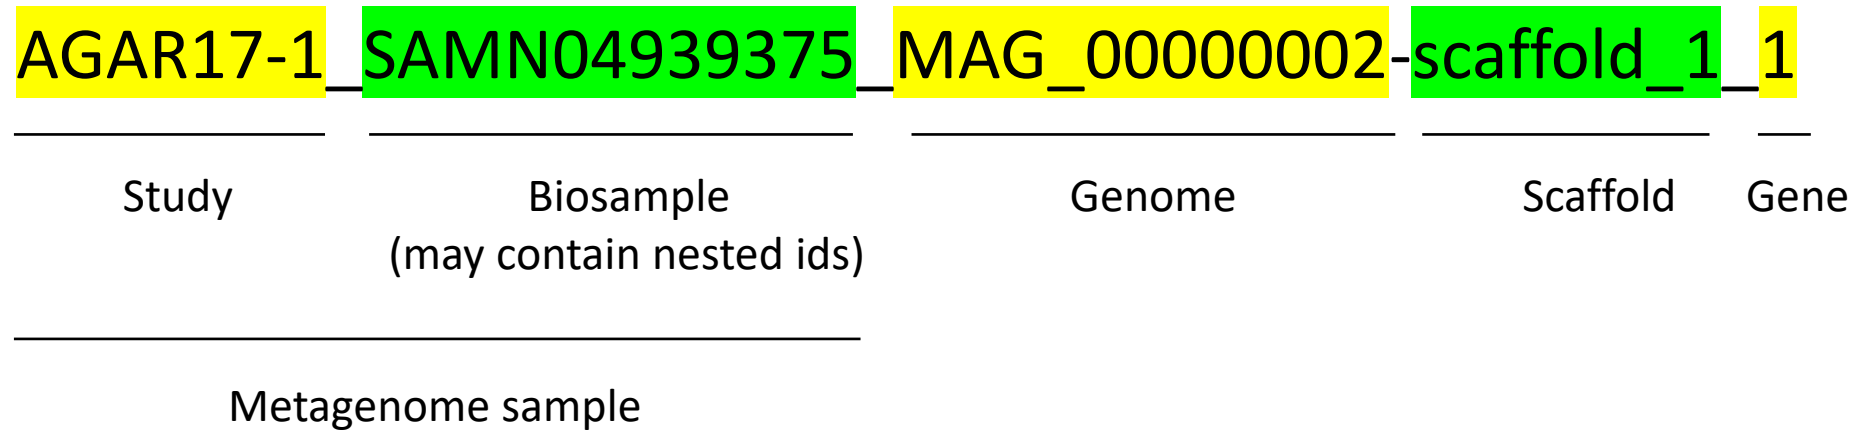 AGAR17-1_SAMN04939375_MAG_00000002-scaffold_1_1
Study Biosample Genome Scaffold Gene
(may contain nested ids)
Metagenome sample